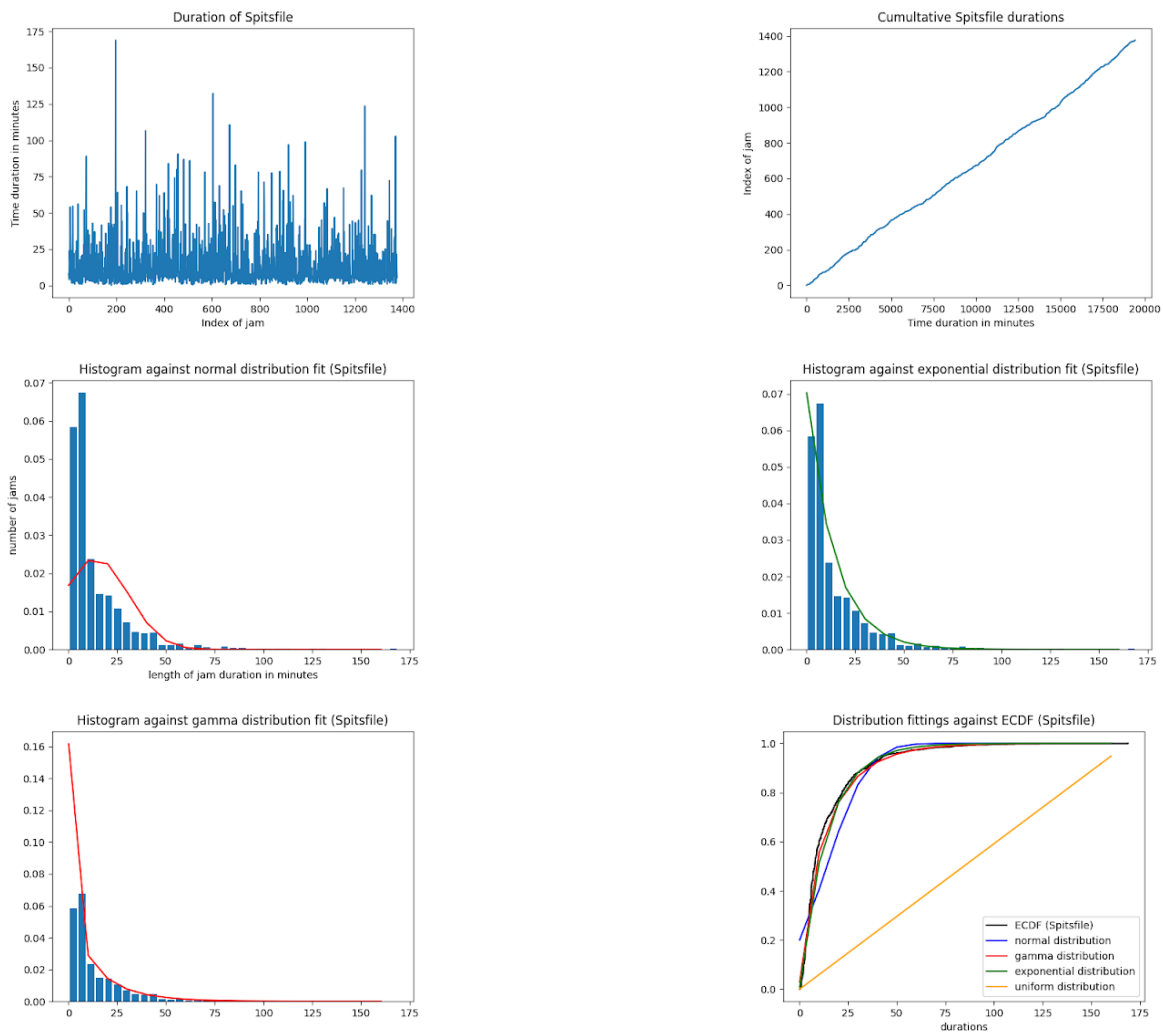 Duration of Spitsfile
175
150
125
100
75
50
25
0
Time duration in minutes
0 200 400 600 800 1000 1200 1400
Index of jam
Cumultative Spitsfile durations
1400
1200
1000
800
600
400
200
0
Index of jam
0 2500 5000 7500 10000 12500 15000 17500 20000
Time duration in minutes
Histogram against normal distribution fit (Spitsfile)
0.07
0.06
0.05
0.04
0.03
0.02
0.01
0.00
number of jams
0 25 50 75 100 125 150 175
length of jam duration in minutes
Histogram against exponential distribution fit (Spitsfile)
0.07
0.06
0.05
0.04
0.03
0.02
0.01
0.00
0 25 50 75 100 125 150 175
Histogram against gamma distribution fit (Spitsfile)
0.16
0.14
0.12
0.10
0.08
0.06
0.04
0.02
0.00
0 25 50 75 100 125 150 175
Distribution fittings against ECDF (Spitsfile)
1.0
0.8
0.6
0.4
0.2
0.0
ECDF (Spitsfile)
normal distribution
gamma distribution
exponential distribution
uniform distribution
0 25 50 75 100 125 150 175
durations